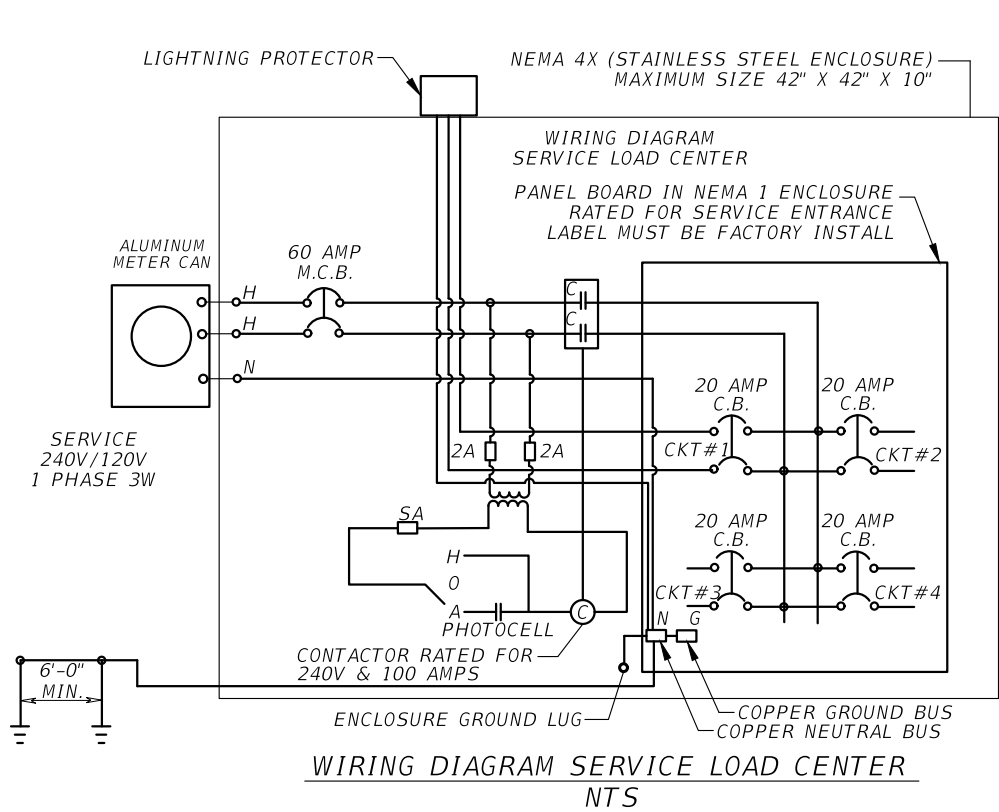 LIGHTNING PROTECTOR
NEMA 4X (STAINLESS STEEL ENCLOSURE)
MAXIMUM SIZE 42" X 42" X 10"
WIRING DIAGRAM
SERVICE LOAD CENTER
PANEL BOARD IN NEMA 1 ENCLOSURE
RATED FOR SERVICE ENTRANCE
LABEL MUST BE FACTORY INSTALL
ALUMINUM
METER CAN
60 AMP
M.C.B.
H
H
N
C
C
SERVICE
240V/120V
1 PHASE 3W
20 AMP
C.B.
20 AMP
C.B.
CKT#1
CKT#2
2A
2A
SA
H
O
A
PHOTOCELL
C
20 AMP
C.B.
20 AMP
C.B.
CKT#3
CKT#4
N
G
CONTACTOR RATED FOR
240V & 100 AMPS
6'-0"
MIN.
ENCLOSURE GROUND LUG
COPPER GROUND BUS
COPPER NEUTRAL BUS
WIRING DIAGRAM SERVICE LOAD CENTER
NTS